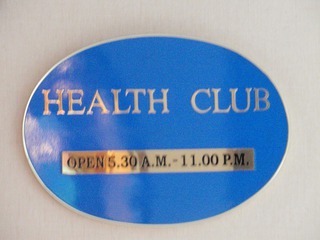 HEALTH CLUB
OPEN 5.30 A.M. - 11.00 P.M.